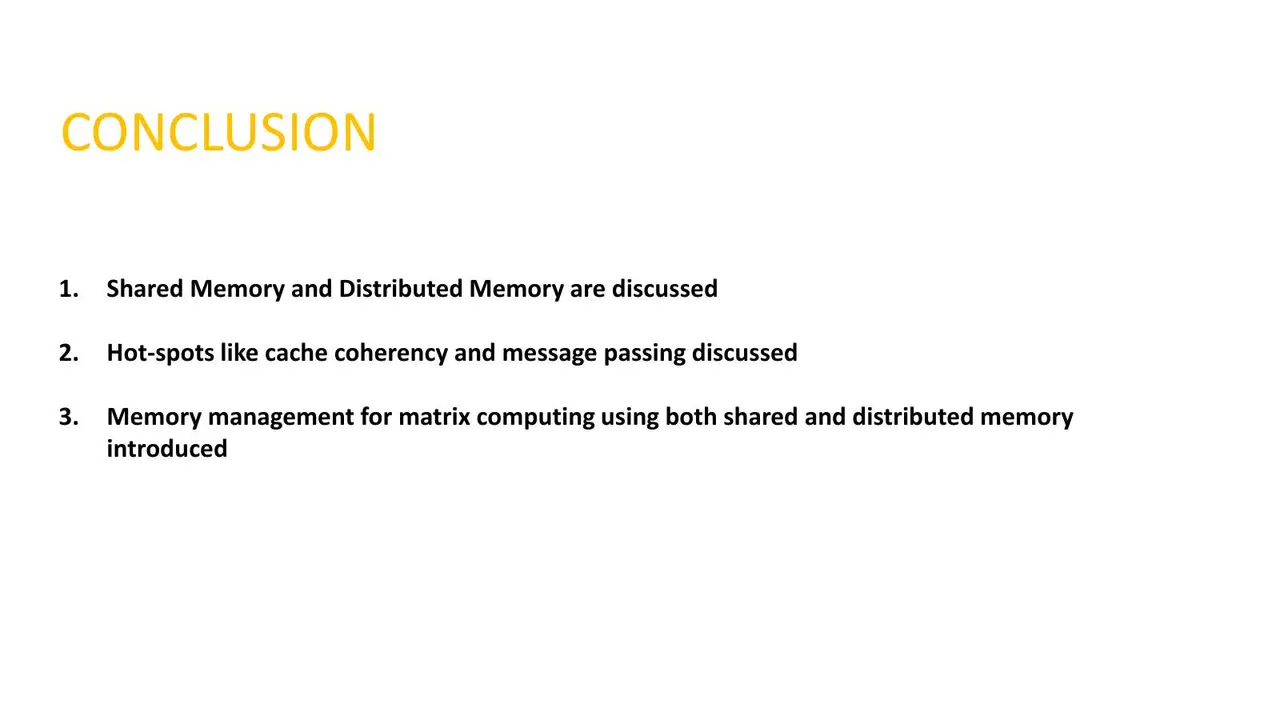 CONCLUSION
1. Shared Memory and Distributed Memory are discussed
2. Hot-spots like cache coherency and message passing discussed
3. Memory management for matrix computing using both shared and distributed memory
introduced